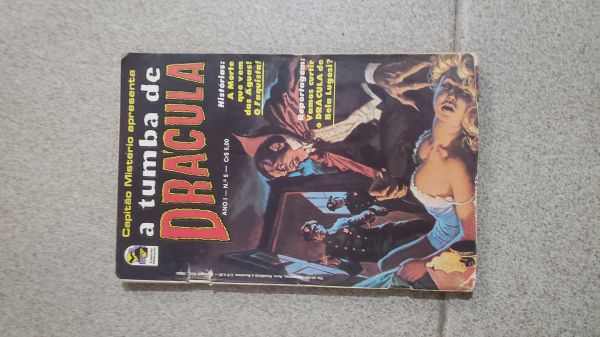 Capitão Mistério apresenta
a tumba de
DRÁCULA
ANO I — N.º 5 — Cr$ 5,00
Histórias:
A Morte
que vem
das Águas!
O Faquista!
Reportagem:
Vamos curtir
o DRÁCULA de
Bela Lugosi?